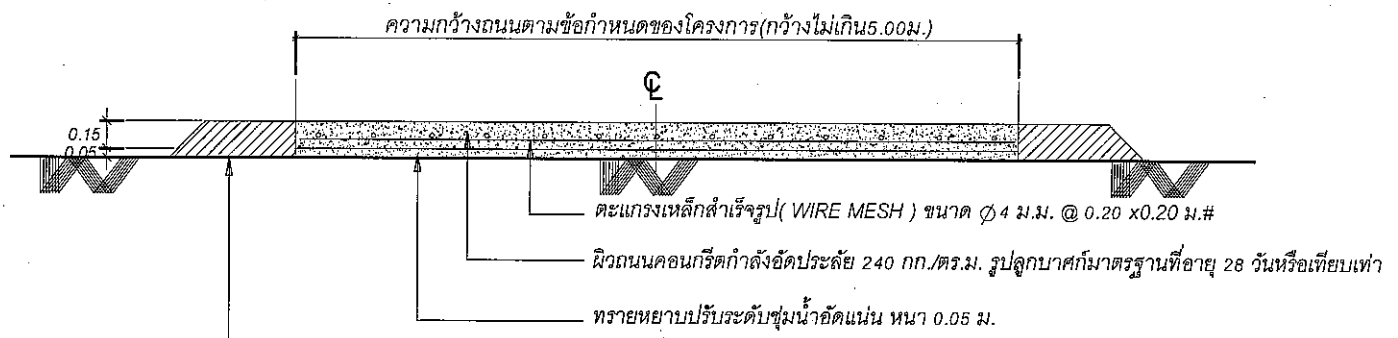 ความกว้างถนนตามข้อกำหนดของโครงการ(กว้างไม่เกิน5.00ม.)
℄
0.15
0.05
ตะแกรงเหล็กสำเร็จรูป( WIRE MESH ) ขนาด ∅ 4 ม.ม. @ 0.20 x0.20 ม.#
ผิวถนนคอนกรีตกำลังอัดประลัย 240 กก./ตร.ม. รูปลูกบาศก์มาตรฐานที่อายุ 28 วันหรือเทียบเท่า
ทรายหยาบปรับระดับชุ่มน้ำอัดแน่น หนา 0.05 ม.